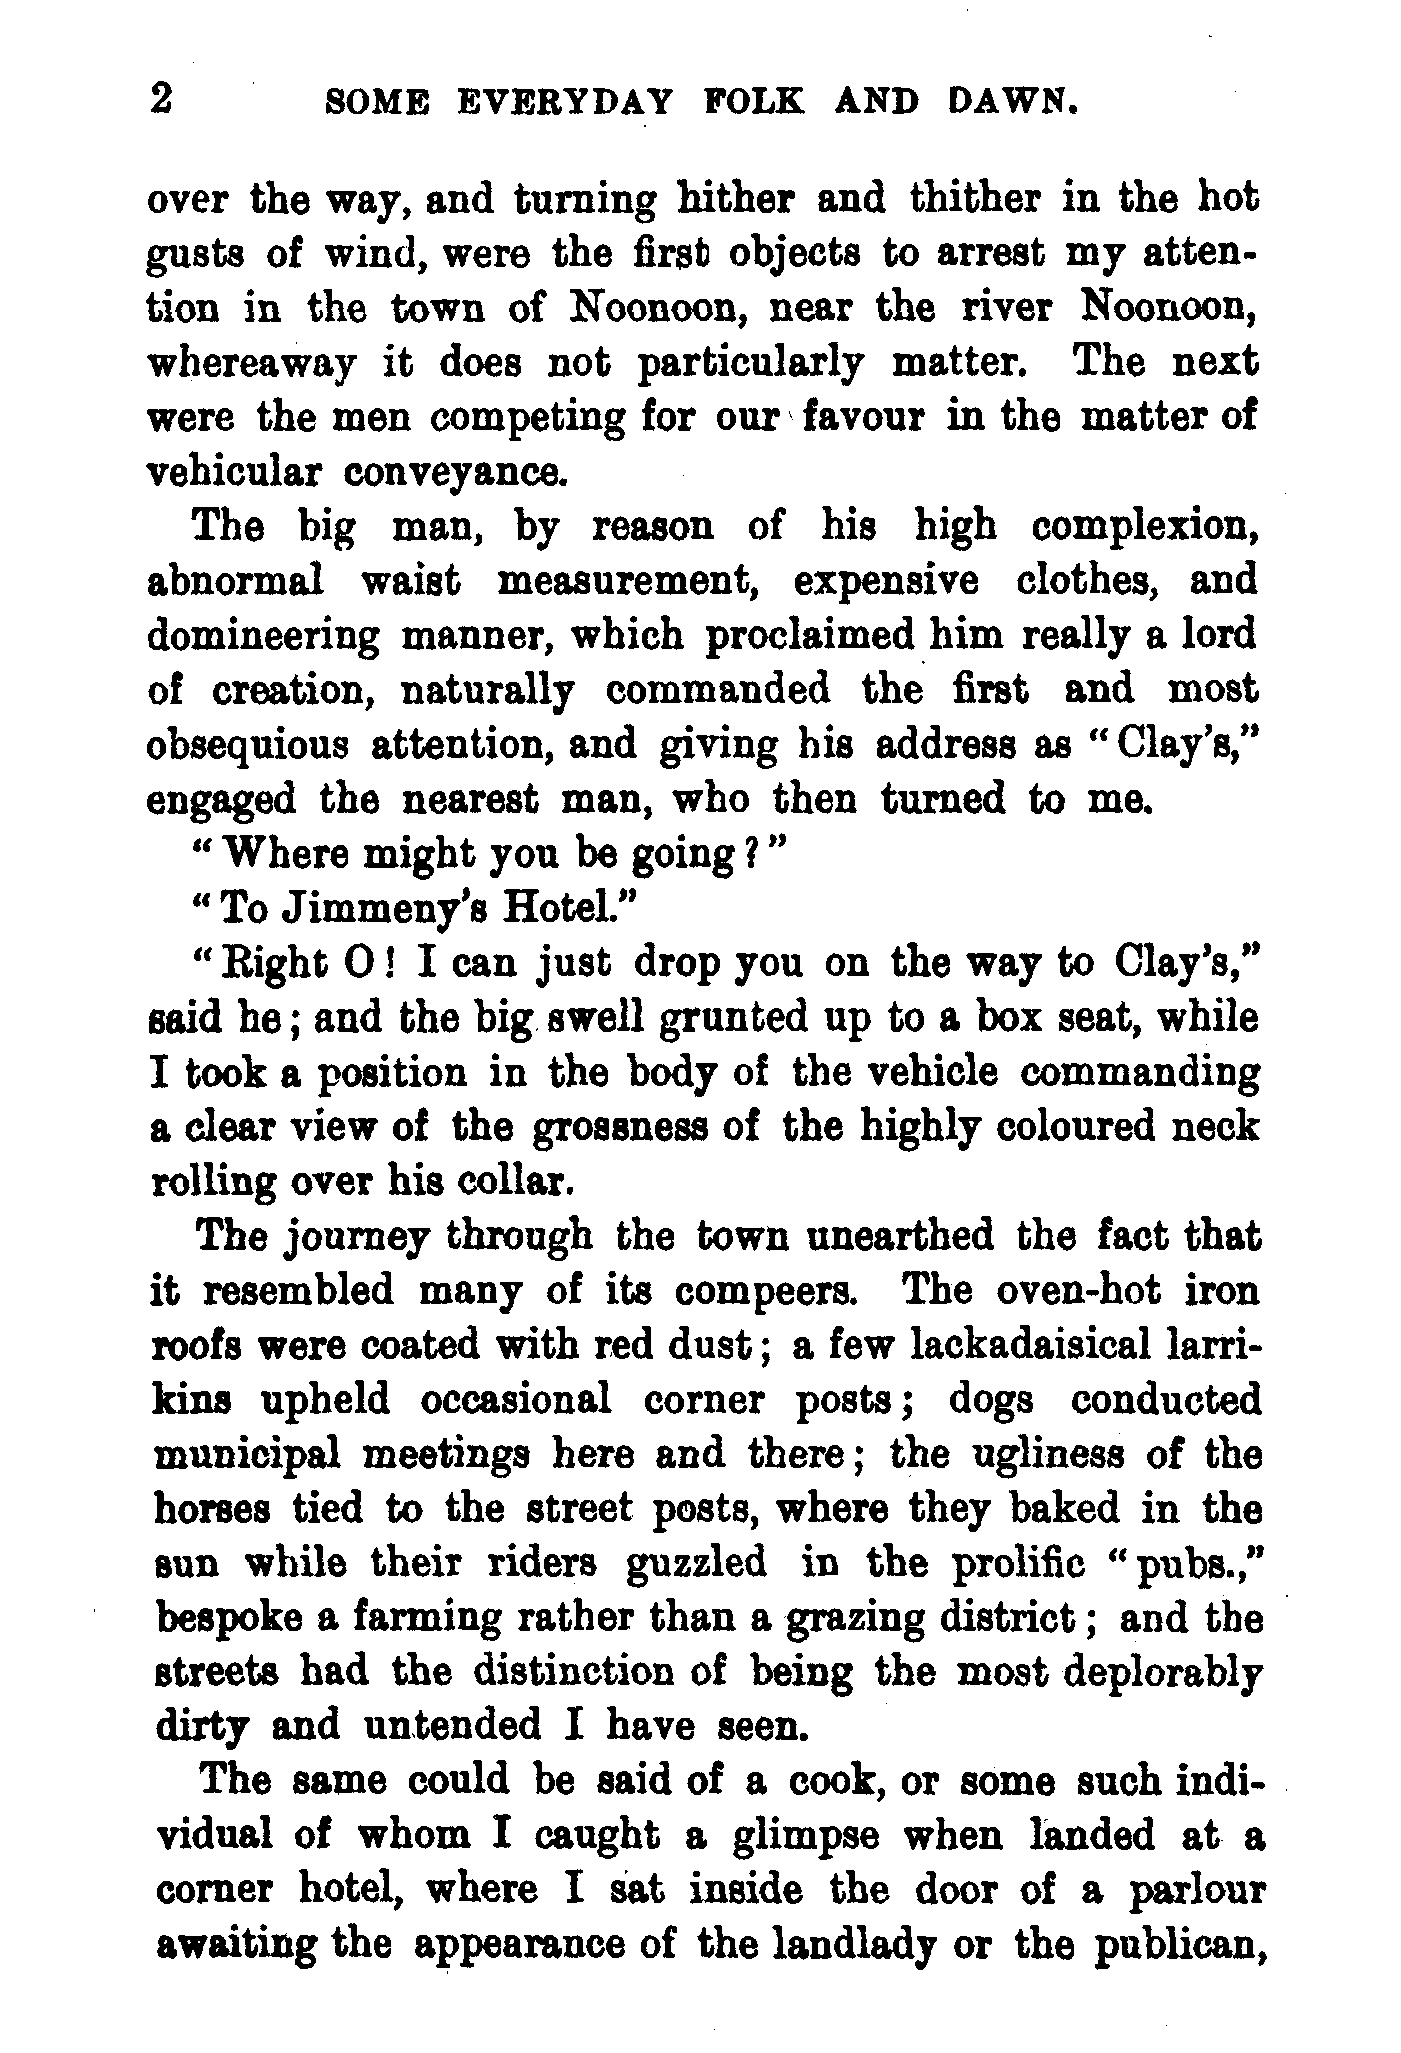 2 SOME EVERYDAY FOLK AND DAWN.
over the way, and turning hither and thither in the hot
gusts of wind, were the first objects to arrest my atten-
tion in the town of Noonoon, near the river Noonoon,
whereaway it does not particularly matter. The next
were the men competing for our favour in the matter of
vehicular conveyance.
The big man, by reason of his high complexion,
abnormal waist measurement, expensive clothes, and
domineering manner, which proclaimed him really a lord
of creation, naturally commanded the first and most
obsequious attention, and giving his address as "Clay's,"
engaged the nearest man, who then turned to me.
"Where might you be going?"
"To Jimmeny's Hotel."
"Right O! I can just drop you on the way to Clay's,"
said he; and the big swell grunted up to a box seat, while
I took a position in the body of the vehicle commanding
a clear view of the grossness of the highly coloured neck
rolling over his collar.
The journey through the town unearthed the fact that
it resembled many of its compeers. The oven-hot iron
roofs were coated with red dust; a few lackadaisical larri-
kins upheld occasional corner posts; dogs conducted
municipal meetings here and there; the ugliness of the
horses tied to the street posts, where they baked in the
sun while their riders guzzled in the prolific "pubs.,"
bespoke a farming rather than a grazing district; and the
streets had the distinction of being the most deplorably
dirty and untended I have seen.
The same could be said of a cook, or some such indi-
vidual of whom I caught a glimpse when landed at a
corner hotel, where I sat inside the door of a parlour
awaiting the appearance of the landlady or the publican,